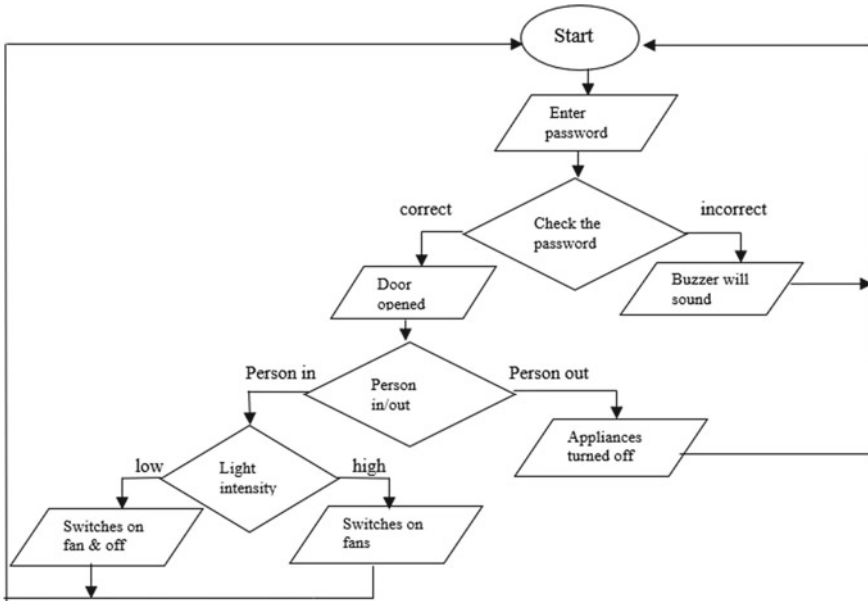 Start
Enter
password
correct
incorrect
Check the
password
Door
opened
Buzzer will
sound
Person in
Person out
Person
in/out
Appliances
turned off
low
Light
intensity
high
Switches on
fan & off
Switches on
fans